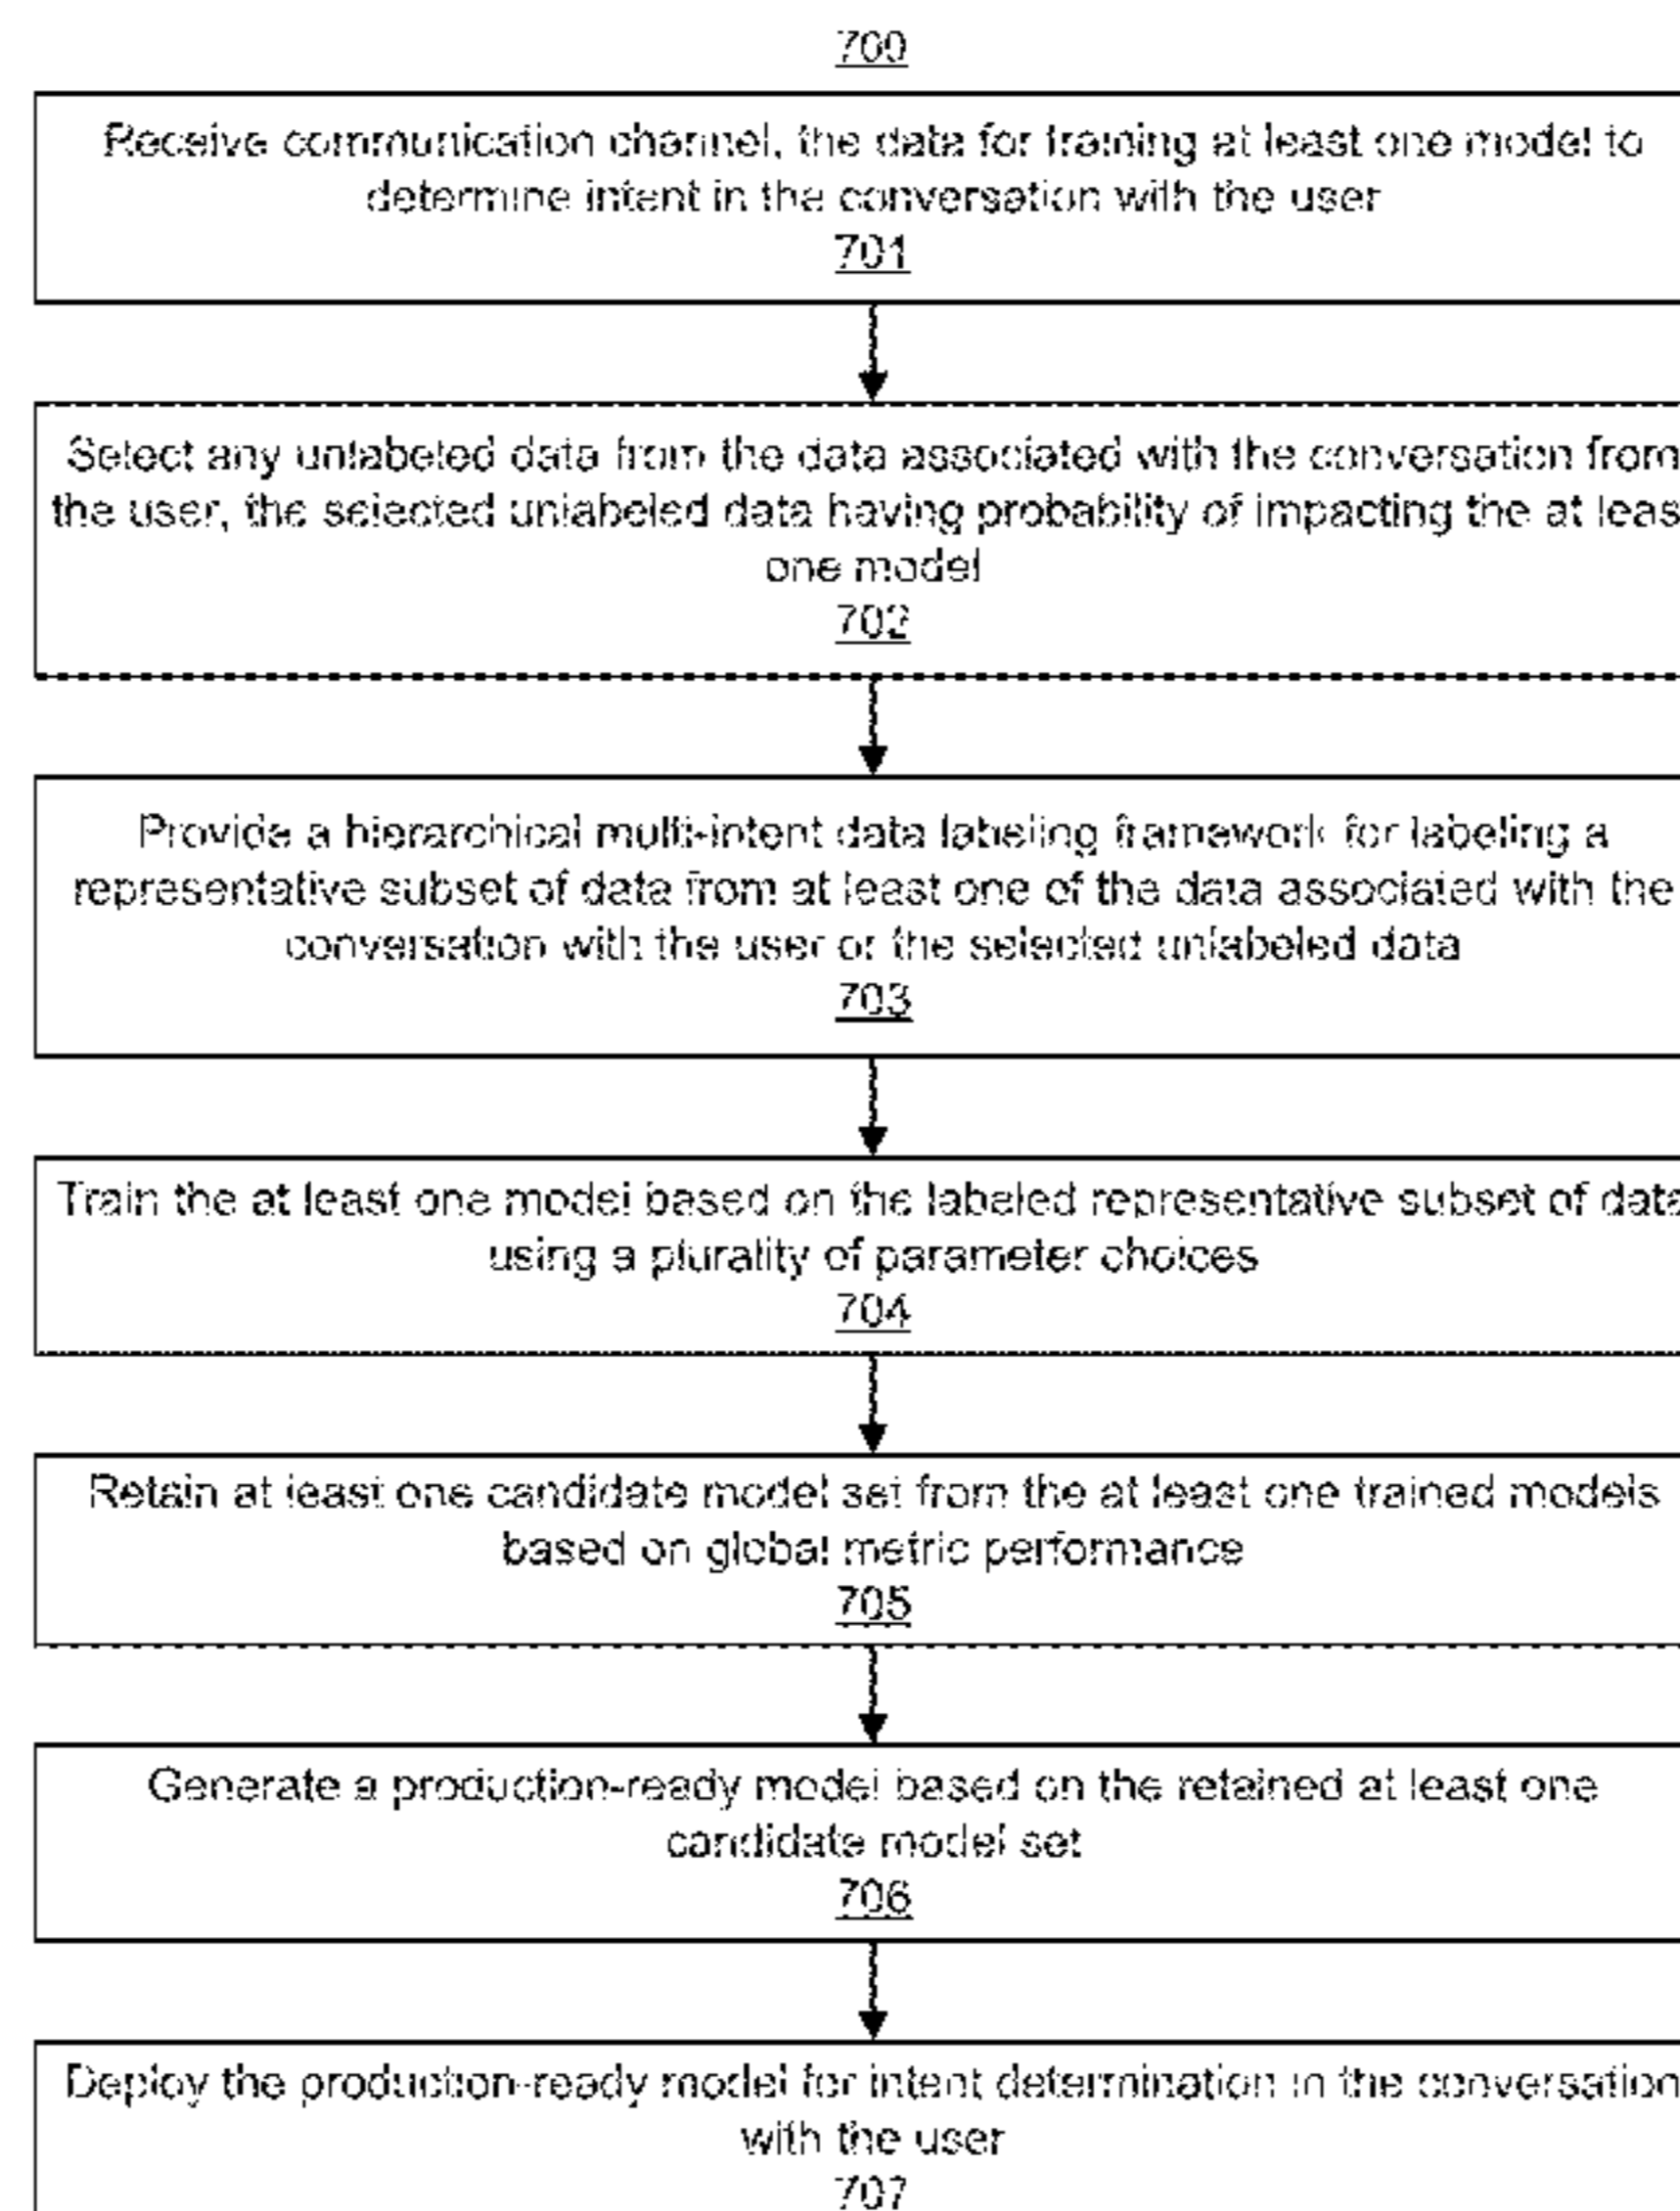 700
Receive communication channel, the data for training at least one model to
determine intent in the conversation with the user
701
Select any unlabeled data from the data associated with the conversation from
the user, the selected unlabeled data having probability of impacting the at leas
one model
702
Provide a hierarchical multi-intent data labeling framework for labeling a
representative subset of data from at least one of the data associated with the
conversation with the user or the selected unlabeled data
703
Train the at least one model based on the labeled representative subset of data
using a plurality of parameter choices
704
Retain at least one candidate model set from the at least one trained models
based on global metric performance
705
Generate a production-ready model based on the retained at least one
candidate model set
706
Deploy the production-ready model for intent determination in the conversation
with the user
707